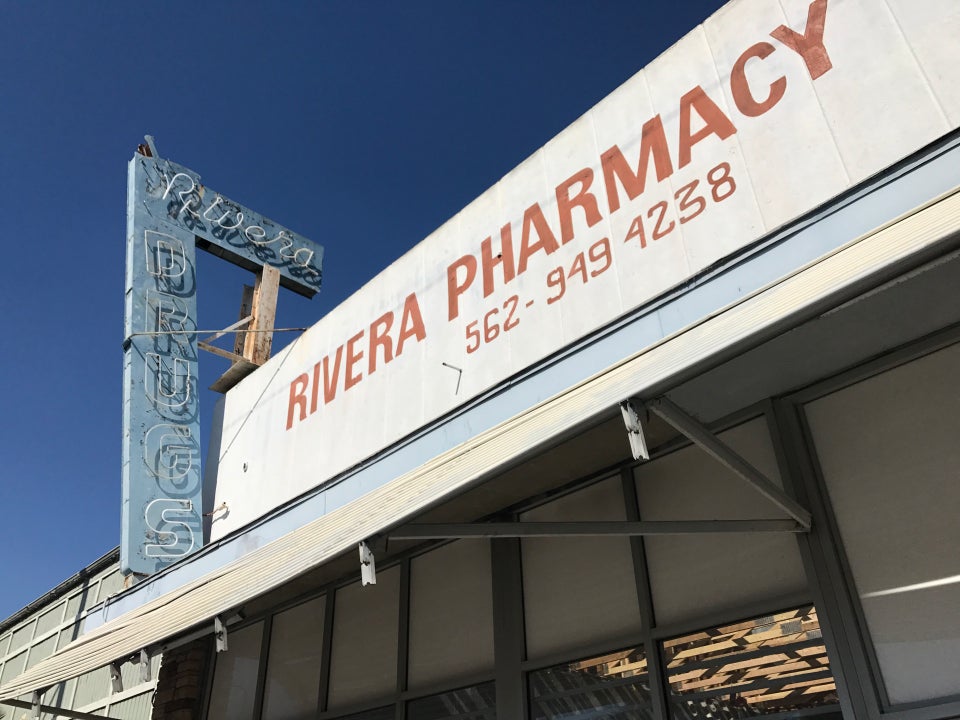 Rivera
DRUGS
RIVERA PHARMACY
562-949 4238